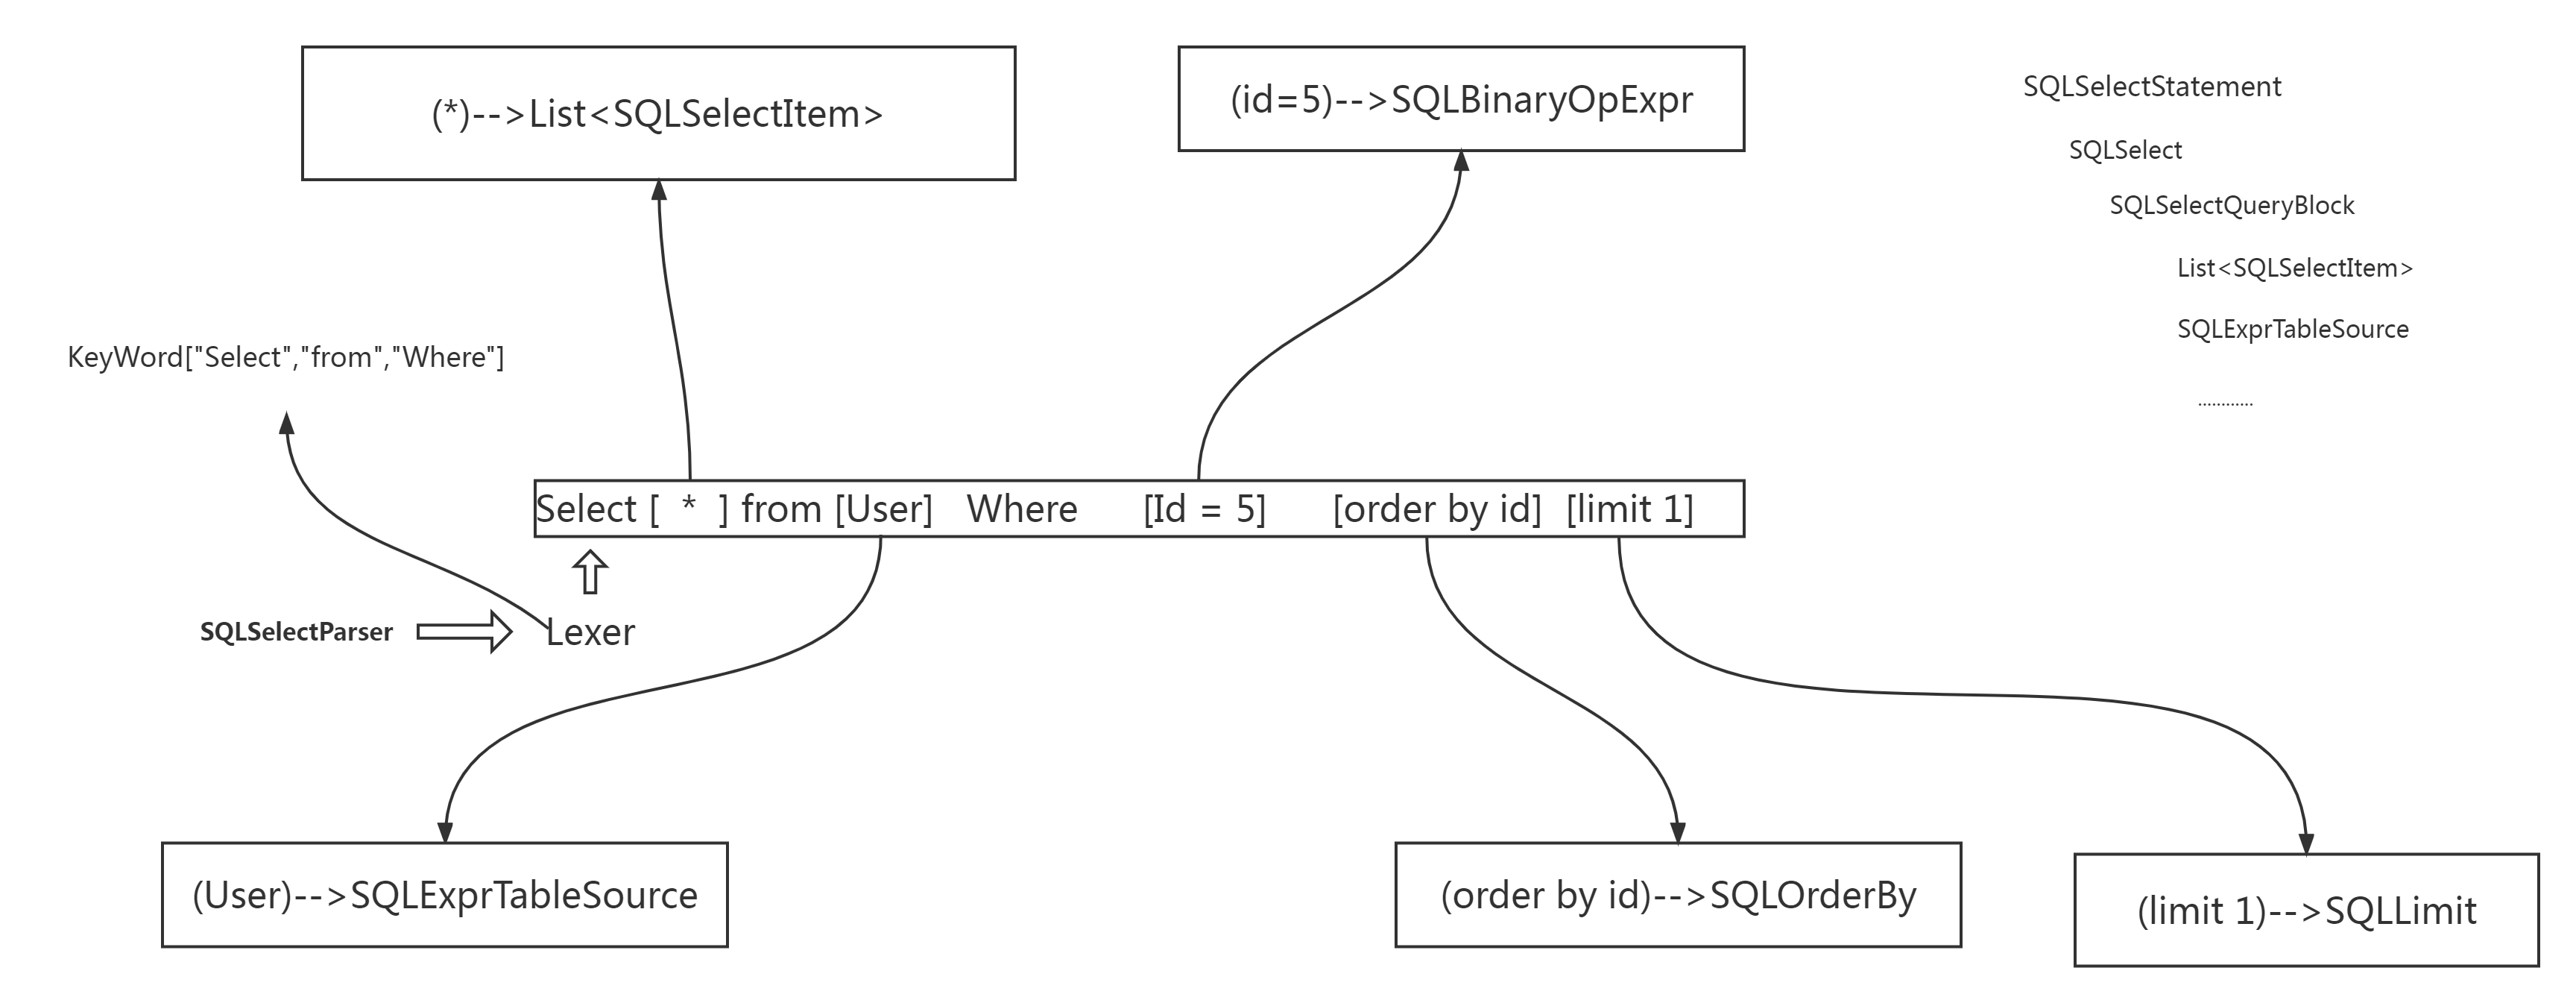 (*)-->List<SQLSelectItem>
(id=5)-->SQLBinaryOpExpr
SQLSelectStatement
SQLSelect
SQLSelectQueryBlock
List<SQLSelectItem>
SQLExprTableSource
............
KeyWord["Select","from","Where"]
Select [ * ] from [User] Where [Id = 5] [order by id] [limit 1]
SQLSelectParser
Lexer
(User)-->SQLExprTableSource
(order by id)-->SQLOrderBy
(limit 1)-->SQLLimit